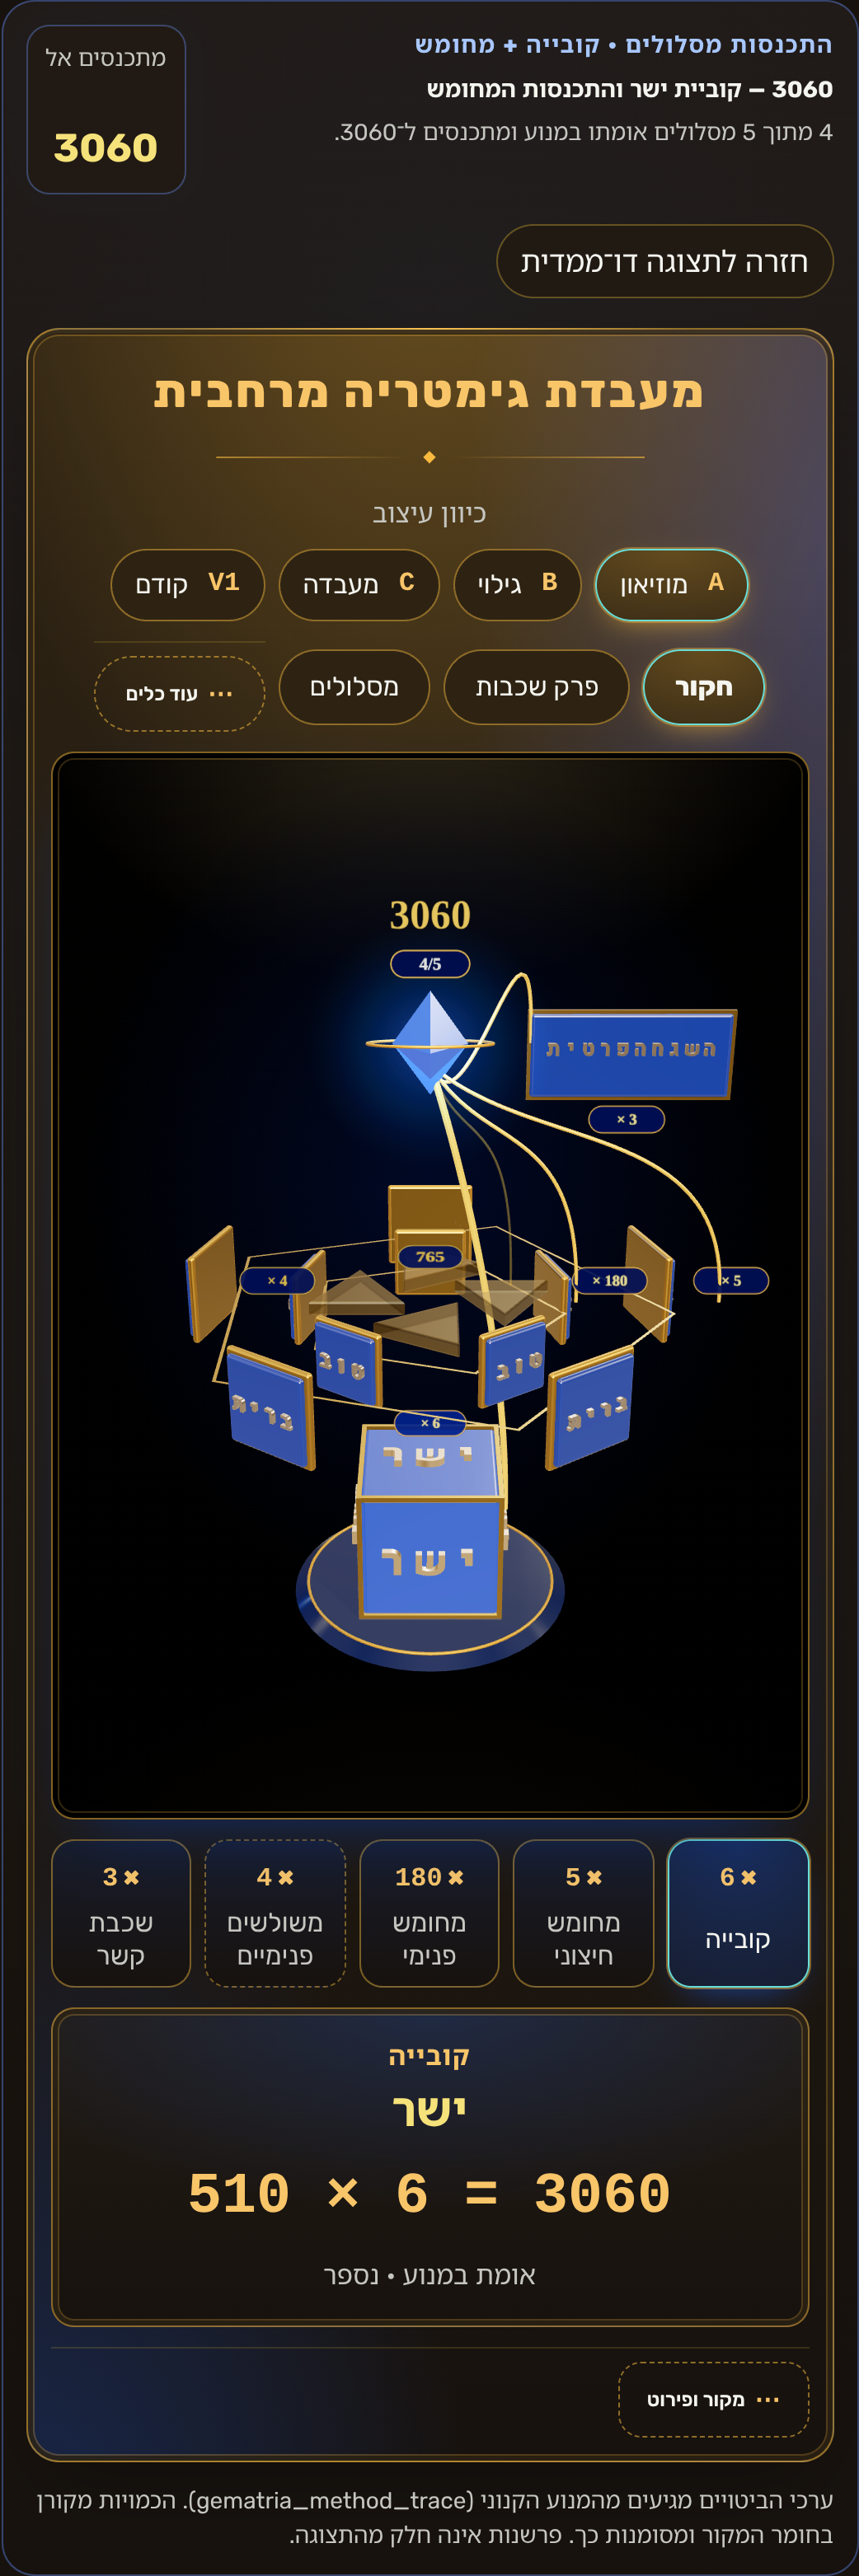 התכנסות מסלולים • קובייה + מחומש
3060 – קוביית ישר והתכנסות המחומש
4 מתוך 5 מסלולים אומתו במנוע ומתכנסים ל־3060.
מתכנסים אל
3060
חזרה לתצוגה דו־ממדית
מעבדת גימטריה מרחבית
כיוון עיצוב
A מוזיאון
B גילוי
C מעבדה
V1 קודם
חקור
פרק שכבות
מסלולים
••• עוד כלים
3060
4/5
השגחהפרטית
× 3
765
× 4
× 180
× 5
טוב
טוב
ברית
ברית
× 6
ישר
ישר
✖ 6
קובייה
✖ 5
מחומש
חיצוני
✖ 180
מחומש
פנימי
✖ 4
משולשים
פנימיים
✖ 3
שכבת
קשר
קובייה
ישר
510 × 6 = 3060
אומת במנוע • נספר
••• מקור ופירוט
ערכי הביטויים מגיעים מהמנוע הקנוני (gematria_method_trace). הכמויות מקורן
בחומר המקור ומסומנות כך. פרשנות אינה חלק מהתצוגה.